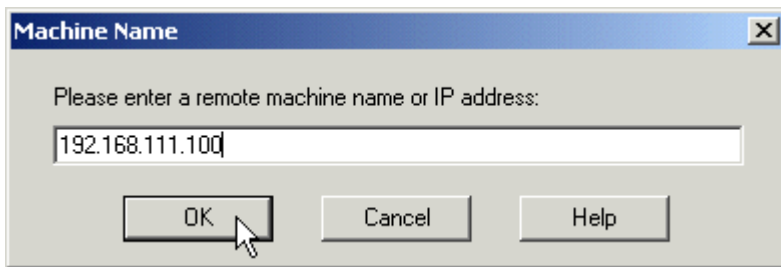 Machine Name
Please enter a remote machine name or IP address:
192.168.111.100
OK Cancel Help